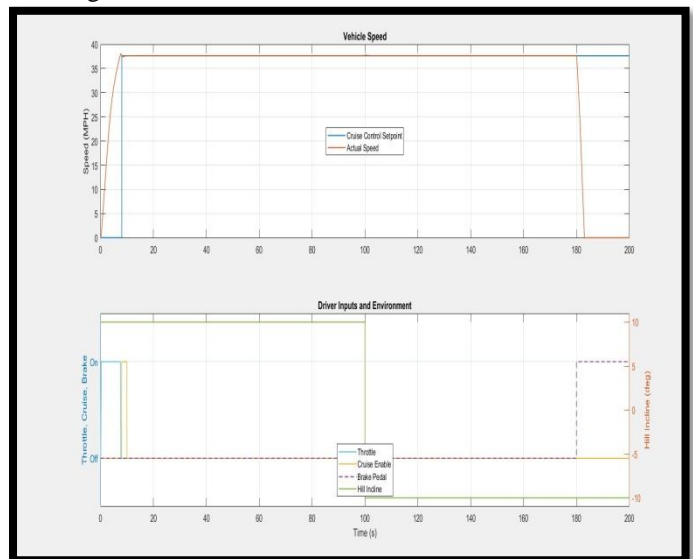 Vehicle Speed
Speed (MPH)
40
35
30
25
20
15
10
5
0
0 20 40 60 80 100 120 140 160 180 200
Cruise Control Setpoint
Actual Speed
Driver Inputs and Environment
Throttle, Cruise, Brake
On
Off
10
5
0
-5
-10
Hill Incline (deg)
Throttle
Cruise Enable
Brake Pedal
Hill Incline
0 20 40 60 80 100 120 140 160 180 200
Time (s)